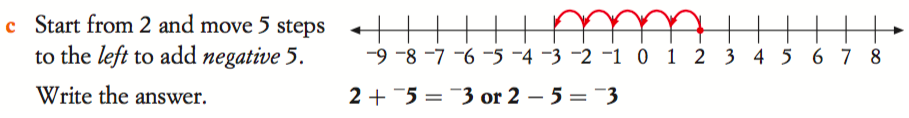 c Start from 2 and move 5 steps
to the left to add negative 5.
⁻9 ⁻8 ⁻7 ⁻6 ⁻5 ⁻4 ⁻3 ⁻2 ⁻1 0 1 2 3 4 5 6 7 8
Write the answer.
2 + ⁻5 = ⁻3 or 2 – 5 = ⁻3